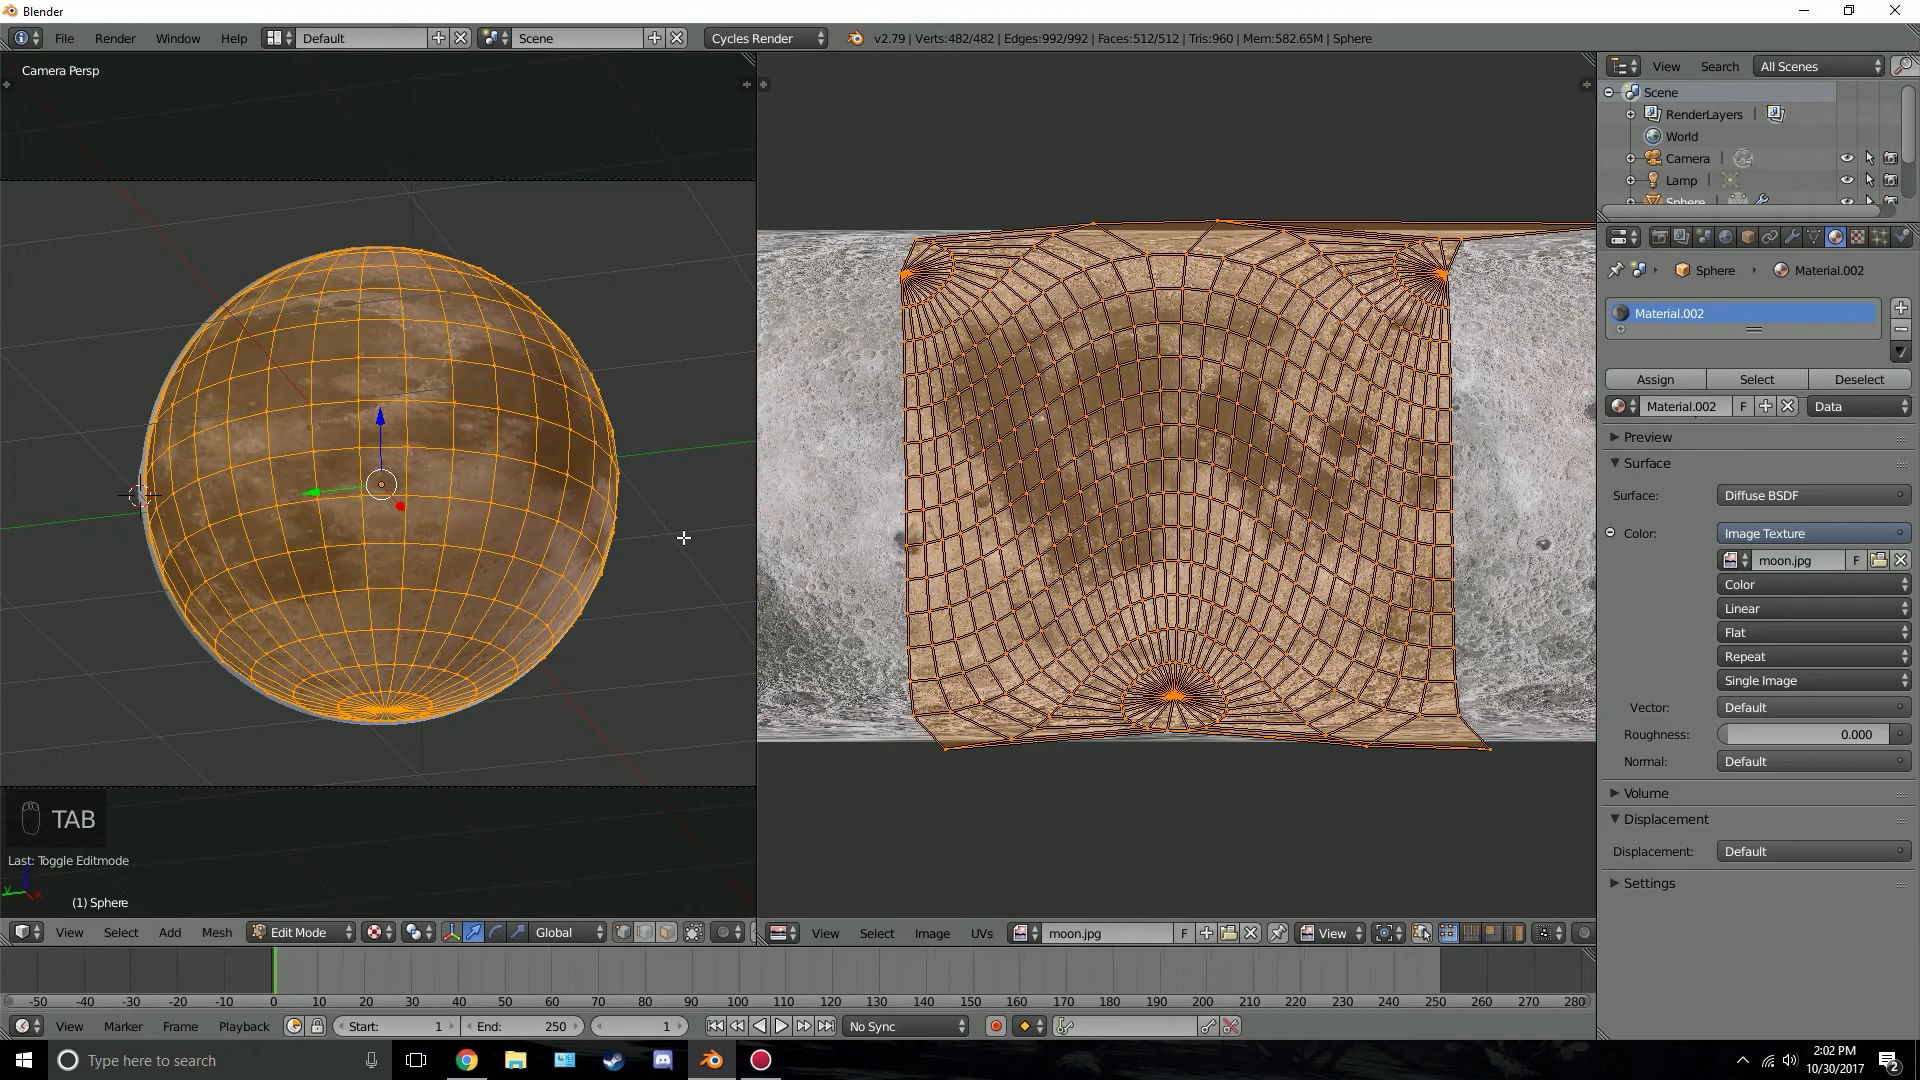 Blender
File Render Window Help Default Scene Cycles Render v2.79 | Verts:482/482 | Edges:992/992 | Faces:512/512 | Tris:960 | Mem:582.65M | Sphere
Camera Persp
View Search All Scenes
Scene
RenderLayers |
World
Camera |
Lamp |
Sphere
Sphere Material.002
Material.002
Assign Select Deselect
Material.002 F Data
Preview
Surface
Surface: Diffuse BSDF
Color: Image Texture
moon.jpg F
Color
Linear
Flat
Repeat
Single Image
Vector: Default
Roughness: 0.000
Normal: Default
Volume
Displacement
Displacement: Default
Settings
TAB
Last: Toggle Editmode
y x
(1) Sphere
View Select Add Mesh Edit Mode Global
View Select Image UVs moon.jpg F View
-50 -40 -30 -20 -10 0 10 20 30 40 50 60 70 80 90 100 110 120 130 140 150 160 170 180 190 200 210 220 230 240 250 260 270 280
View Marker Frame Playback Start: 1 End: 250 1 No Sync
Type here to search
2:02 PM
10/30/2017
2